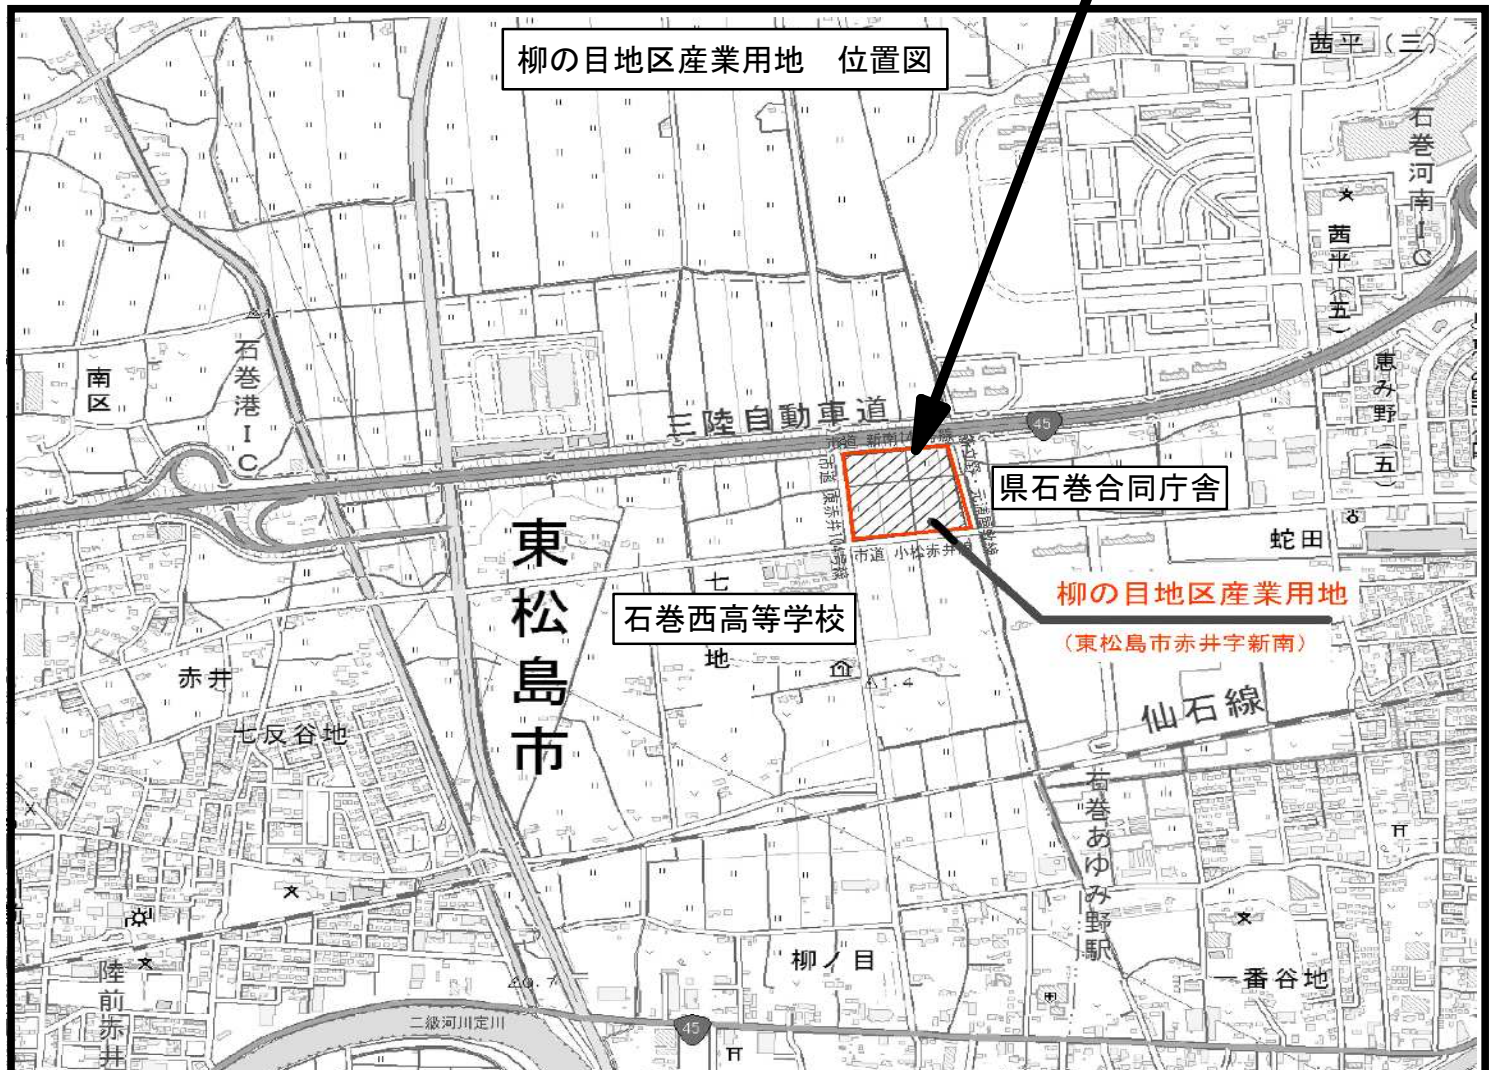 柳の目地区産業用地　位置図
茜平（三）
石巻河南IC
茜平（五）
恵み野（五）
南区
石巻港IC
三陸自動車道
45
県石巻合同庁舎
蛇田
市道 小松赤井線
東松島市
七
地
石巻西高等学校
柳の目地区産業用地
（東松島市赤井字新南）
赤井
七反谷地
1.4
仙石線
石巻あゆみ野駅
柳ノ目
一番谷地
陸前赤井
二級河川定川
45